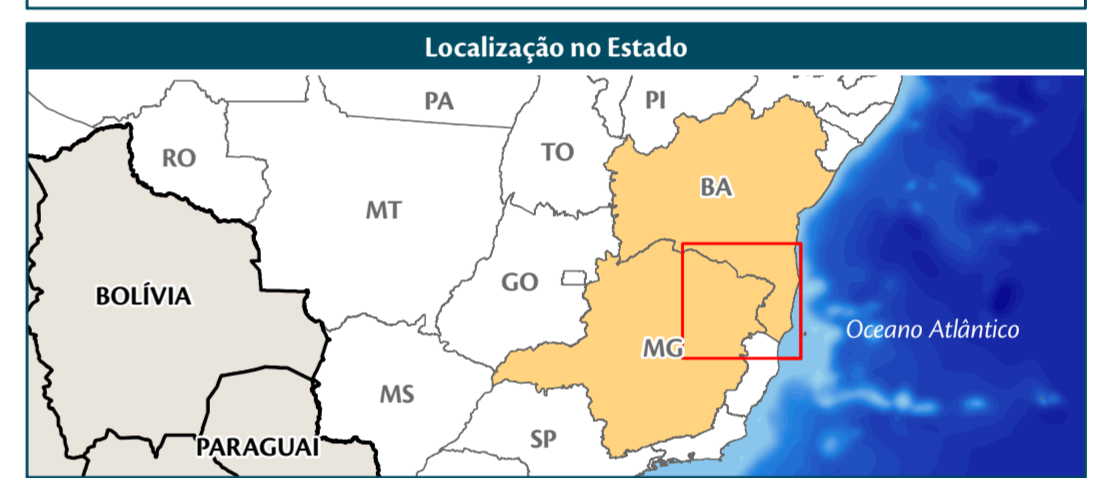 Localização no Estado
PA
PI
RO
TO
BA
MT
GO
BOLÍVIA
Oceano Atlântico
MG
MS
SP
PARAGUAI